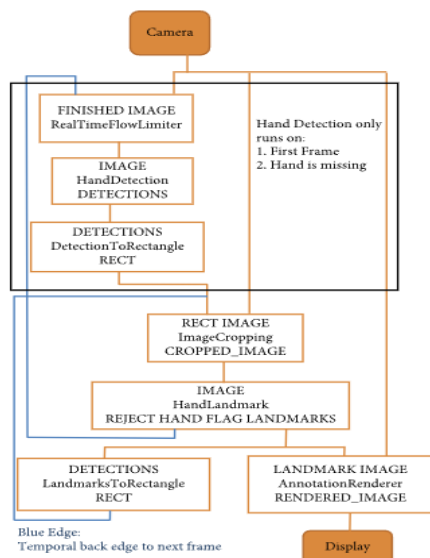 Camera
FINISHED IMAGE
RealTimeFlowLimiter
Hand Detection only
runs on:
1. First Frame
2. Hand is missing
IMAGE
HandDetection
DETECTIONS
DETECTIONS
DetectionToRectangle
RECT
RECT IMAGE
ImageCropping
CROPPED_IMAGE
IMAGE
HandLandmark
REJECT HAND FLAG LANDMARKS
DETECTIONS
LandmarksToRectangle
RECT
LANDMARK IMAGE
AnnotationRenderer
RENDERED_IMAGE
Blue Edge:
Temporal back edge to next frame
Display